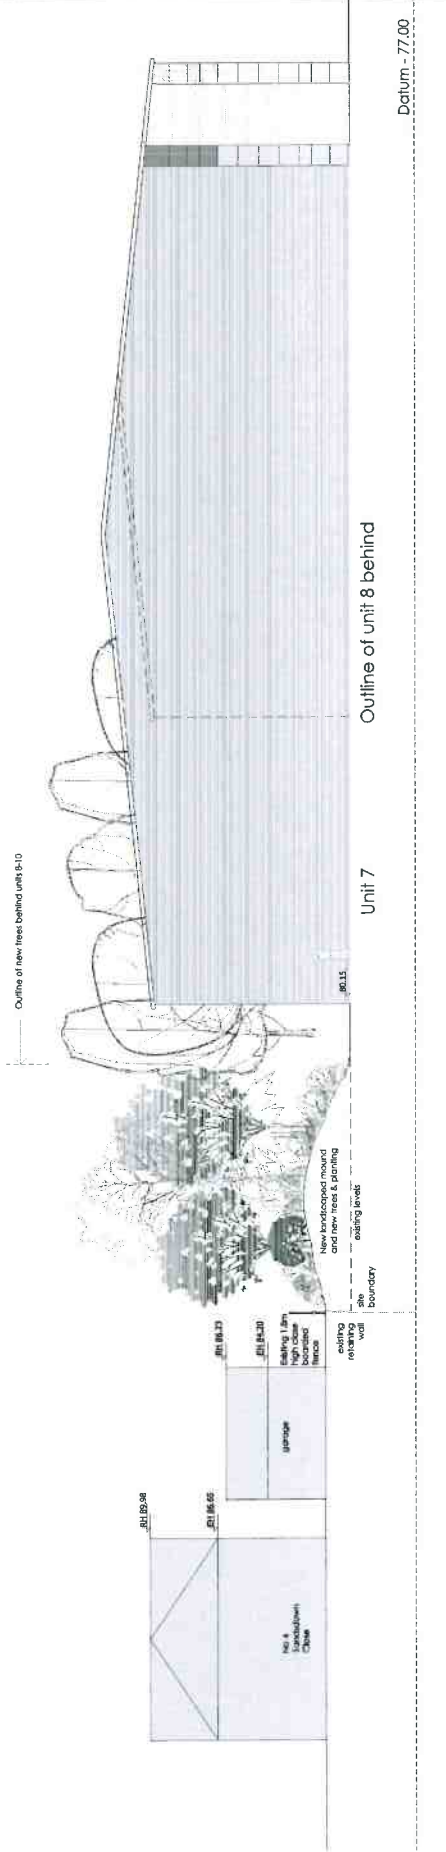 Outline of new trees behind units 8-10
RH 89.98
EH 86.65
RH 86.23
EH 84.20
No 4
Sandsdown
Close
garage
Existing 1.8m
high close
boarded
fence
existing
retaining
wall
site
boundary
New landscaped mound
and new trees & planting
existing levels
80.15
Unit 7
Outline of unit 8 behind
Datum - 77.00